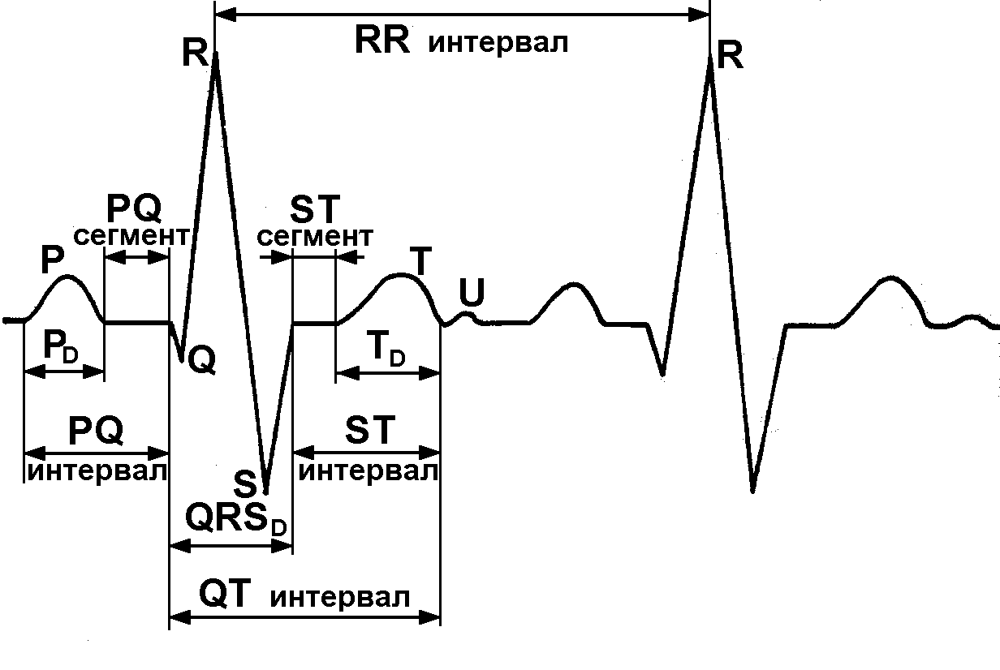 RR интервал
R
R
PQ
сегмент
ST
сегмент
P
T
U
PD
Q
TD
PQ
интервал
ST
интервал
S
QRSD
QT интервал